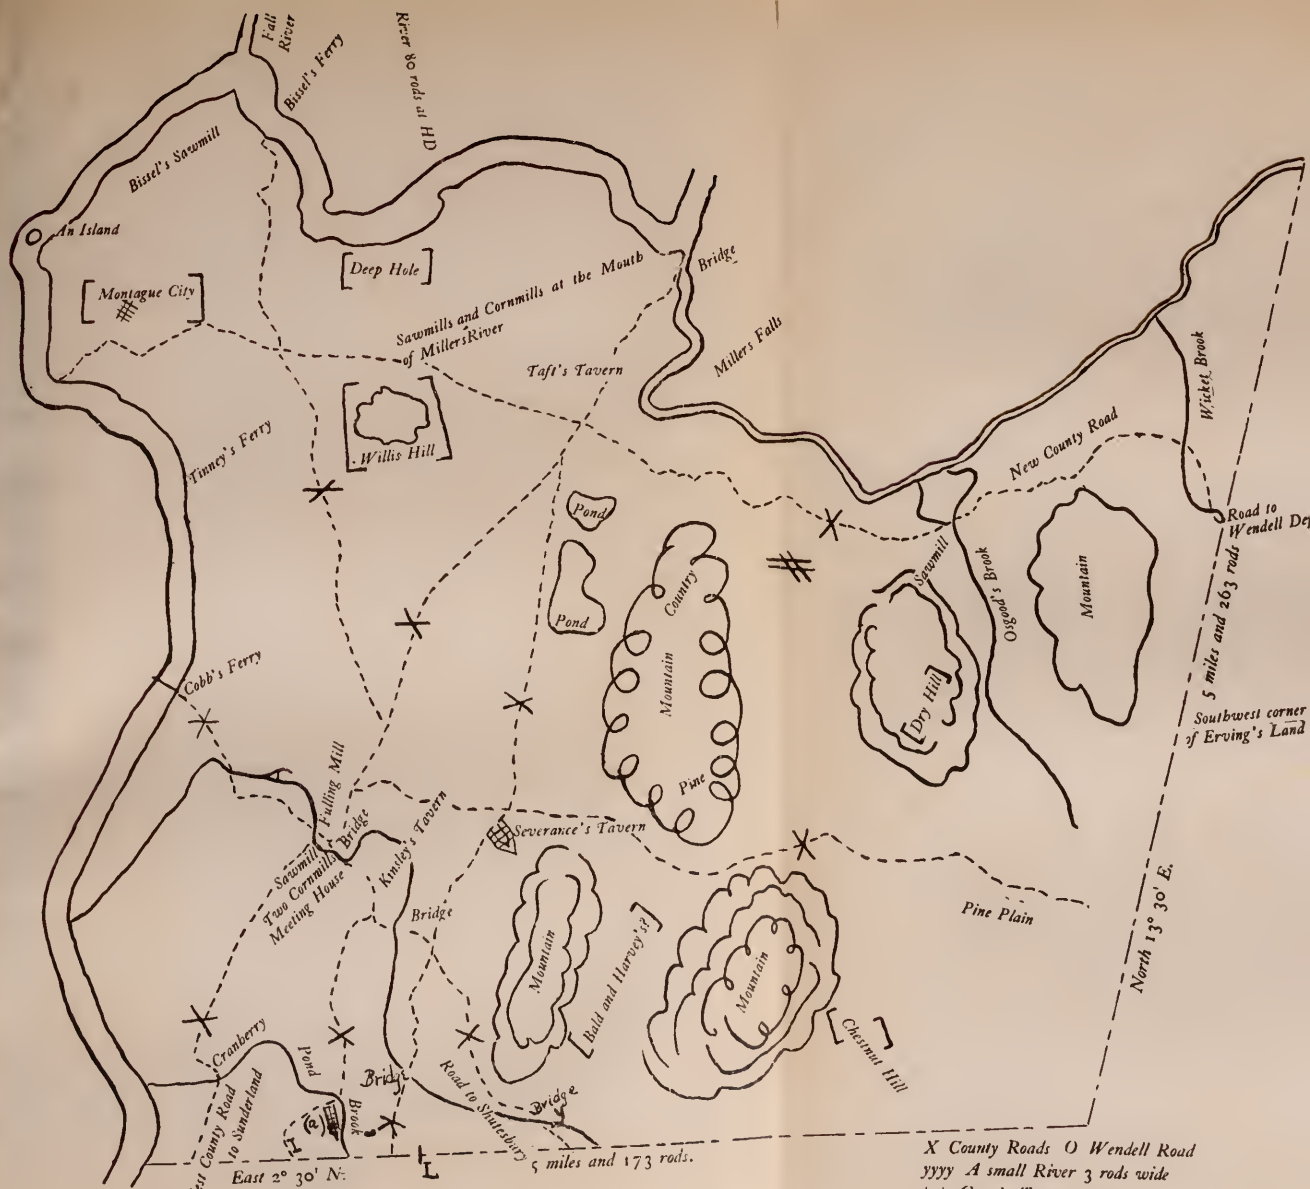 Fall
River
Bissel's Ferry
River 80 rods at HD
Bissel's Sawmill
An Island
[Deep Hole]
[Montague City]
Bridge
Sawmills and Cornmills at the Mouth
of Millers River
Taft's Tavern
Millers Falls
Wicket Brook
[Willis Hill]
Tinney's Ferry
New County Road
Pond
Road to
Wendell
Sawmill
Osgood's Brook
Mountain
Pond
Country
Mountain
Pine
[Dry Hill]
5 miles and 263 rods
Southwest corner
of Erving's Land
Cobb's Ferry
Fulling Mill
Bridge
Kinsley's Tavern
Severance's Tavern
Sawmill
Two Cornmills
Meeting House
Bridge
Pine Plain
North 13° 30' E.
Mountain
[Bald and Harvey's?]
Mountain
[Chestnut Hill]
Cranberry
Pond
Brook
Bridge
Road to Shutesbury
Bridge
County Road
to Sunderland
East 2° 30' N.
L
5 miles and 173 rods.
X County Roads O Wendell Road
yyyy A small River 3 rods wide